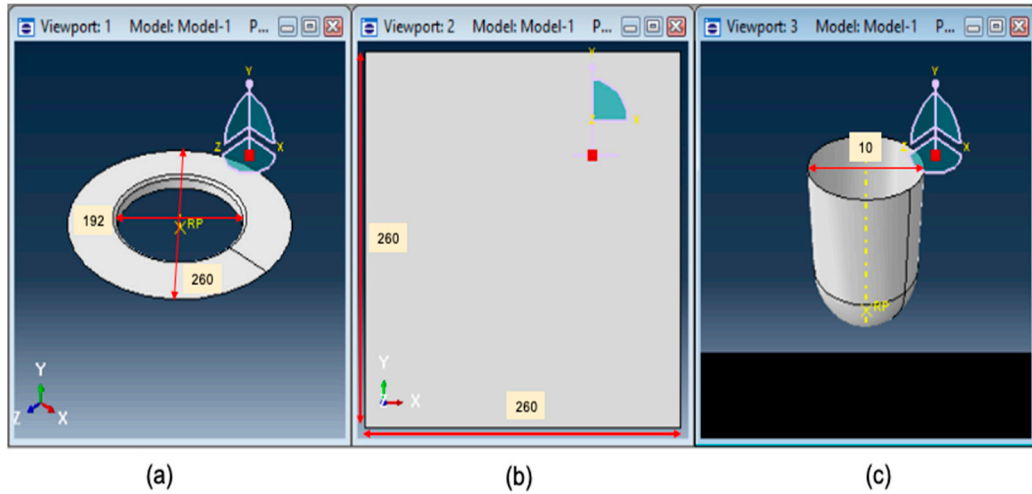 Viewport: 1 Model: Model-1 P...
Y
Z
X
192
RP
260
Y
Z
X
(a)
Viewport: 2 Model: Model-1 P...
Y
Z
X
260
Y
X
260
(b)
Viewport: 3 Model: Model-1 P...
Y
10
Z
X
RP
(c)